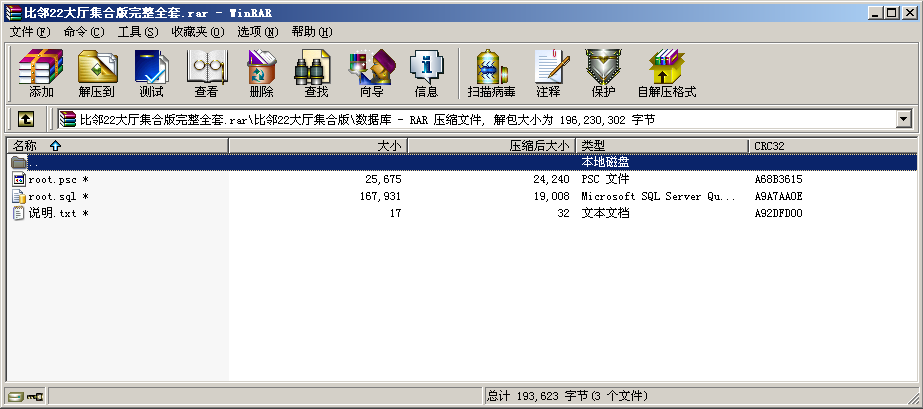 比邻22大厅集合版完整全套.rar - WinRAR
文件(F) 命令(C) 工具(S) 收藏夹(O) 选项(N) 帮助(H)
添加 解压到 测试 查看 删除 查找 向导 信息 扫描病毒 注释 保护 自解压格式
比邻22大厅集合版完整全套.rar\比邻22大厅集合版\数据库 - RAR 压缩文件, 解包大小为 196,230,302 字节
名称 大小 压缩后大小 类型 CRC32
.. 本地磁盘
root.psc * 25,675 24,240 PSC 文件 A68B3615
root.sql * 167,931 19,008 Microsoft SQL Server Qu... A9A7AA0E
说明.txt * 17 32 文本文档 A92DFD00
总计 193,623 字节(3 个文件)